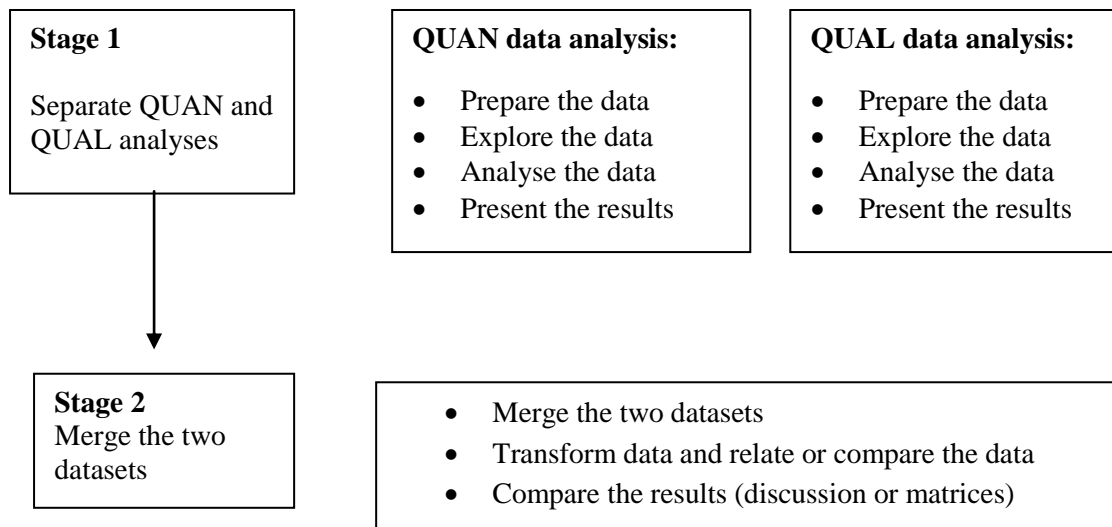 Stage 1
Separate QUAN and
QUAL analyses
QUAN data analysis:
• Prepare the data
• Explore the data
• Analyse the data
• Present the results
QUAL data analysis:
• Prepare the data
• Explore the data
• Analyse the data
• Present the results
Stage 2
Merge the two
datasets
• Merge the two datasets
• Transform data and relate or compare the data
• Compare the results (discussion or matrices)